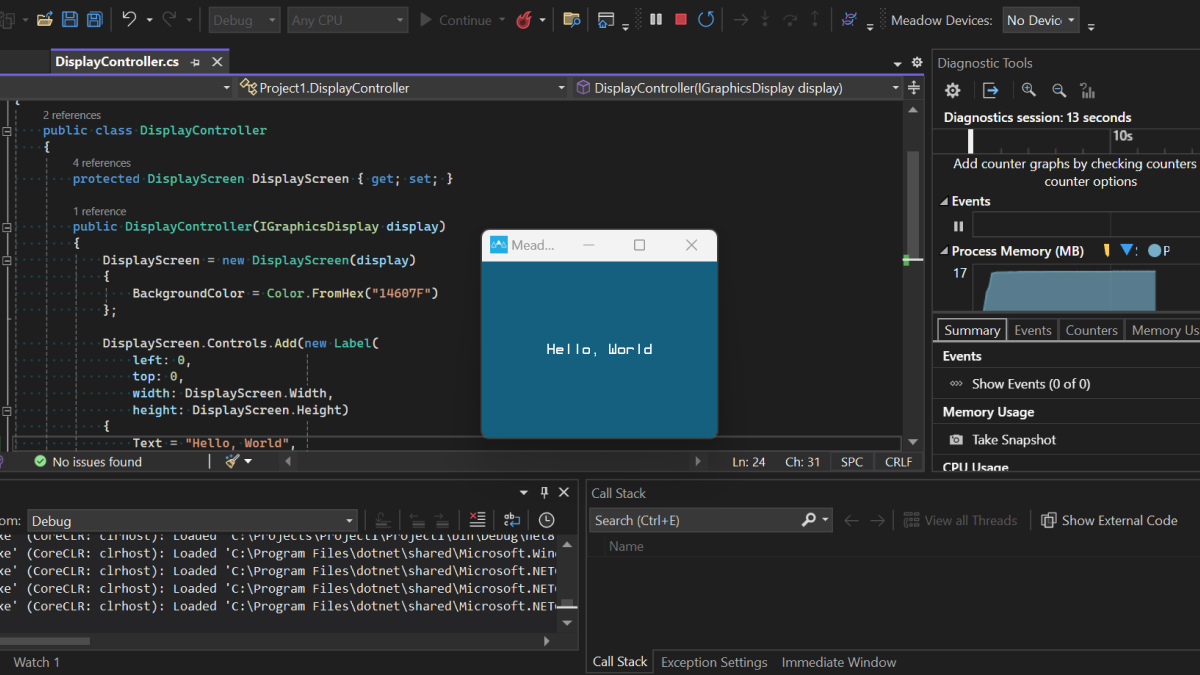 Debug
Any CPU
Continue
Meadow Devices:
No Devic
DisplayController.cs
Project1.DisplayController
DisplayController(IGraphicsDisplay display)
2 references
public class DisplayController
{
4 references
protected DisplayScreen DisplayScreen { get; set; }
1 reference
public DisplayController(IGraphicsDisplay display)
{
DisplayScreen = new DisplayScreen(display)
{
BackgroundColor = Color.FromHex("14607F")
};
DisplayScreen.Controls.Add(new Label(
left: 0,
top: 0,
width: DisplayScreen.Width,
height: DisplayScreen.Height)
{
Text = "Hello, World",
Mead...
Hello, World
No issues found
Ln: 24
Ch: 31
SPC
CRLF
Diagnostic Tools
Diagnostics session: 13 seconds
10s
Add counter graphs by checking counters
counter options
Events
Process Memory (MB)
P
17
Summary
Events
Counters
Memory Us
Events
Show Events (0 of 0)
Memory Usage
Take Snapshot
CPU Usage
om:
Debug
xe' (CoreCLR: clrhost): Loaded 'C:\Projects\Project1\Project1\bin\Debug\net8
xe' (CoreCLR: clrhost): Loaded 'C:\Program Files\dotnet\shared\Microsoft.Win
xe' (CoreCLR: clrhost): Loaded 'C:\Program Files\dotnet\shared\Microsoft.NET
xe' (CoreCLR: clrhost): Loaded 'C:\Program Files\dotnet\shared\Microsoft.NET
xe' (CoreCLR: clrhost): Loaded 'C:\Program Files\dotnet\shared\Microsoft.NET
Watch 1
Call Stack
Search (Ctrl+E)
View all Threads
Show External Code
Name
Call Stack
Exception Settings
Immediate Window